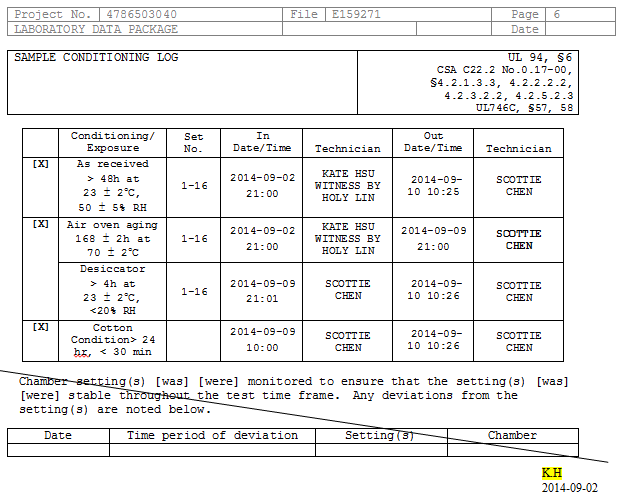 Project No. 4786503040 File E159271 Page 6
LABORATORY DATA PACKAGE Date
SAMPLE CONDITIONING LOG
UL 94, §6
CSA C22.2 No.0.17-00,
§4.2.1.3.3, 4.2.2.2.2,
4.2.3.2.2, 4.2.5.2.3
UL746C, §57, 58
Conditioning/ Set In Out
Exposure No. Date/Time Technician Date/Time Technician
[X] As received
> 48h at
23 ± 2°C,
50 ± 5% RH
1-16
2014-09-02
21:00
KATE HSU
WITNESS BY
HOLY LIN
2014-09-
10 10:25
SCOTTIE
CHEN
[X] Air oven aging
168 ± 2h at
70 ± 2°C
1-16
2014-09-02
21:00
KATE HSU
WITNESS BY
HOLY LIN
2014-09-09
21:00
SCOTTIE
CHEN
Desiccator
> 4h at
23 ± 2°C,
<20% RH
1-16
2014-09-09
21:01
SCOTTIE
CHEN
2014-09-
10 10:26
SCOTTIE
CHEN
[X] Cotton
Condition> 24
hr, < 30 min
2014-09-09
10:00
SCOTTIE
CHEN
2014-09-
10 10:26
SCOTTIE
CHEN
Chamber setting(s) [was] [were] monitored to ensure that the setting(s) [was]
[were] stable throughout the test time frame. Any deviations from the
setting(s) are noted below.
Date Time period of deviation Setting(s) Chamber
K.H
2014-09-02